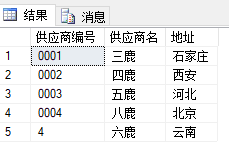 结果 消息
供应商编号 供应商名 地址
1 0001 三鹿 石家庄
2 0002 四鹿 西安
3 0003 五鹿 河北
4 0004 八鹿 北京
5 4 六鹿 云南